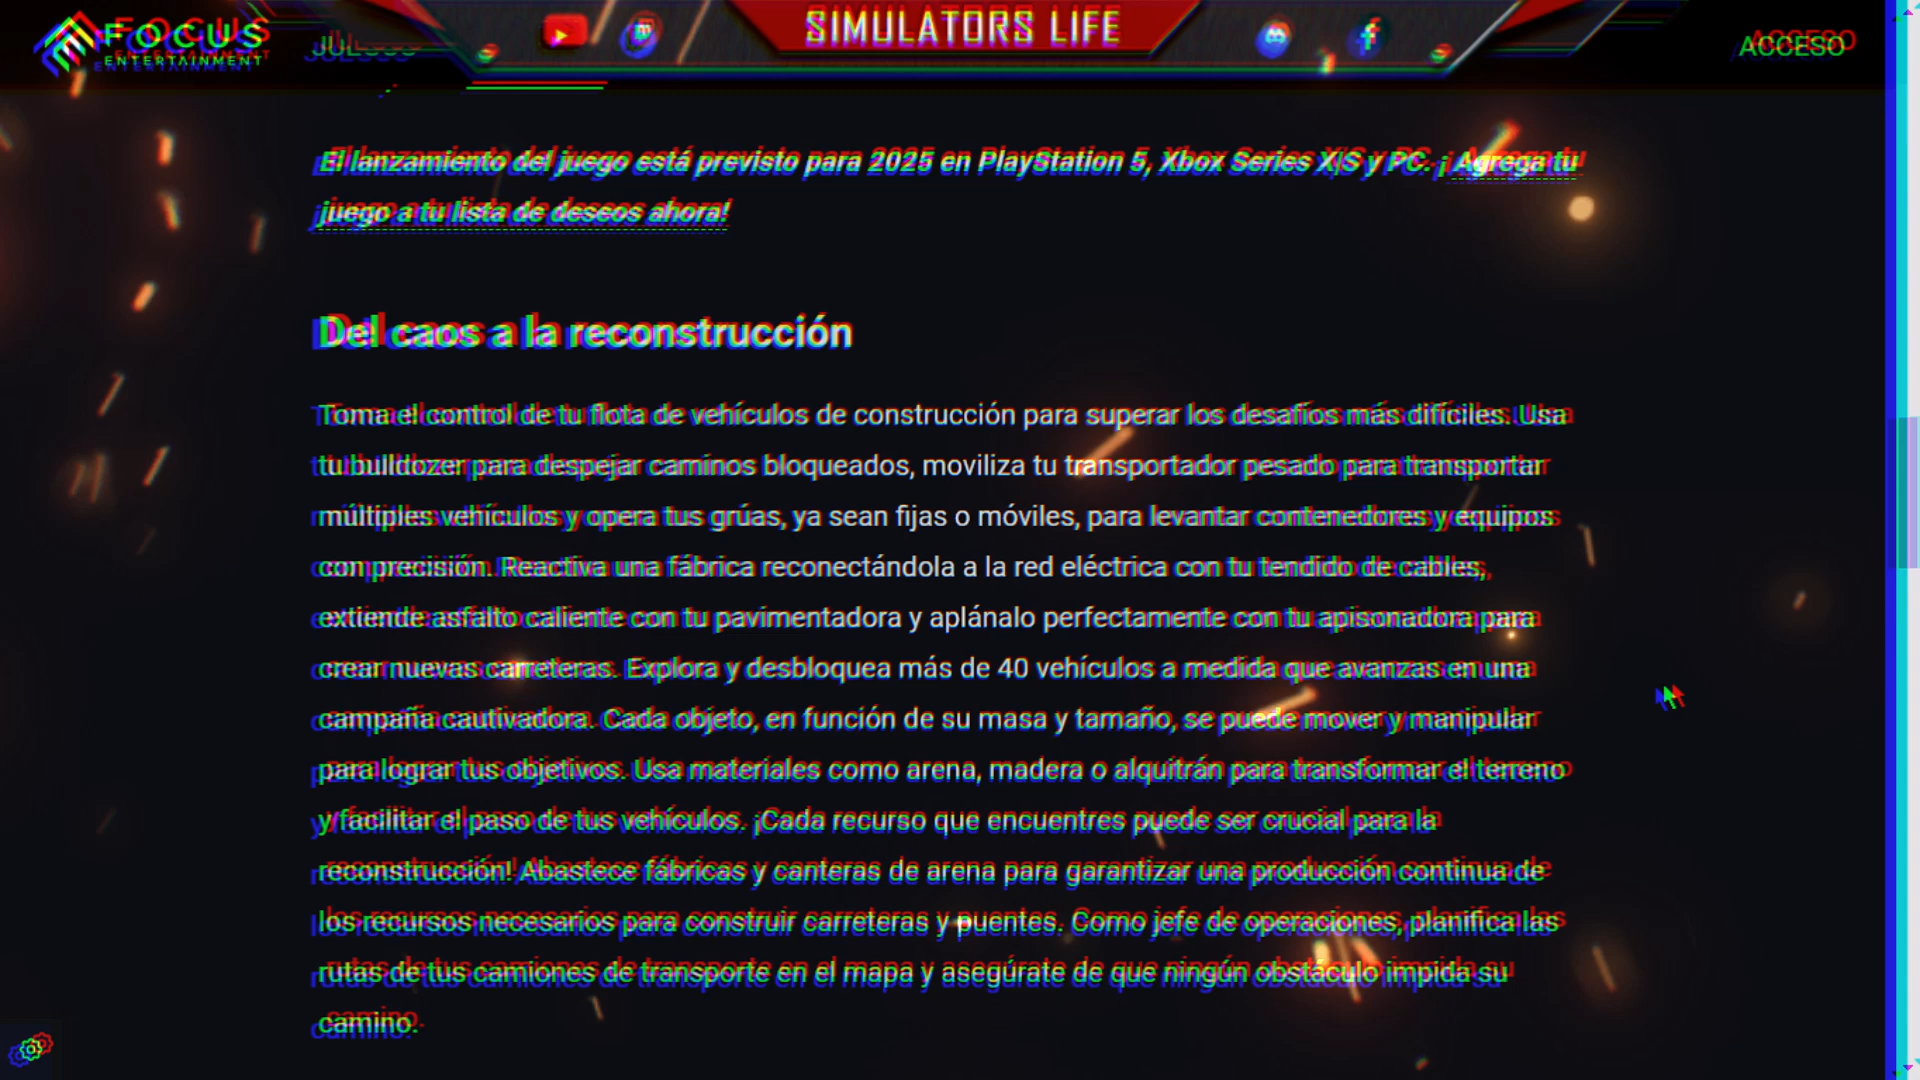 FOCUS
ENTERTAINMENT
JUEGOS
SIMULATORS LIFE
ACCESO
El lanzamiento del juego está previsto para 2025 en PlayStation 5, Xbox Series X|S y PC. ¡ Agrega tu
juego a tu lista de deseos ahora!
Del caos a la reconstrucción
Toma el control de tu flota de vehículos de construcción para superar los desafíos más difíciles. Usa
tu bulldozer para despejar caminos bloqueados, moviliza tu transportador pesado para transportar
múltiples vehículos y opera tus grúas, ya sean fijas o móviles, para levantar contenedores y equipos
con precisión. Reactiva una fábrica reconectándola a la red eléctrica con tu tendido de cables,
extiende asfalto caliente con tu pavimentadora y aplánalo perfectamente con tu apisonadora para
crear nuevas carreteras. Explora y desbloquea más de 40 vehículos a medida que avanzas en una
campaña cautivadora. Cada objeto, en función de su masa y tamaño, se puede mover y manipular
para lograr tus objetivos. Usa materiales como arena, madera o alquitrán para transformar el terreno
y facilitar el paso de tus vehículos. ¡Cada recurso que encuentres puede ser crucial para la
reconstrucción! Abastece fábricas y canteras de arena para garantizar una producción continua de
los recursos necesarios para construir carreteras y puentes. Como jefe de operaciones, planifica las
rutas de tus camiones de transporte en el mapa y asegúrate de que ningún obstáculo impida su
camino.